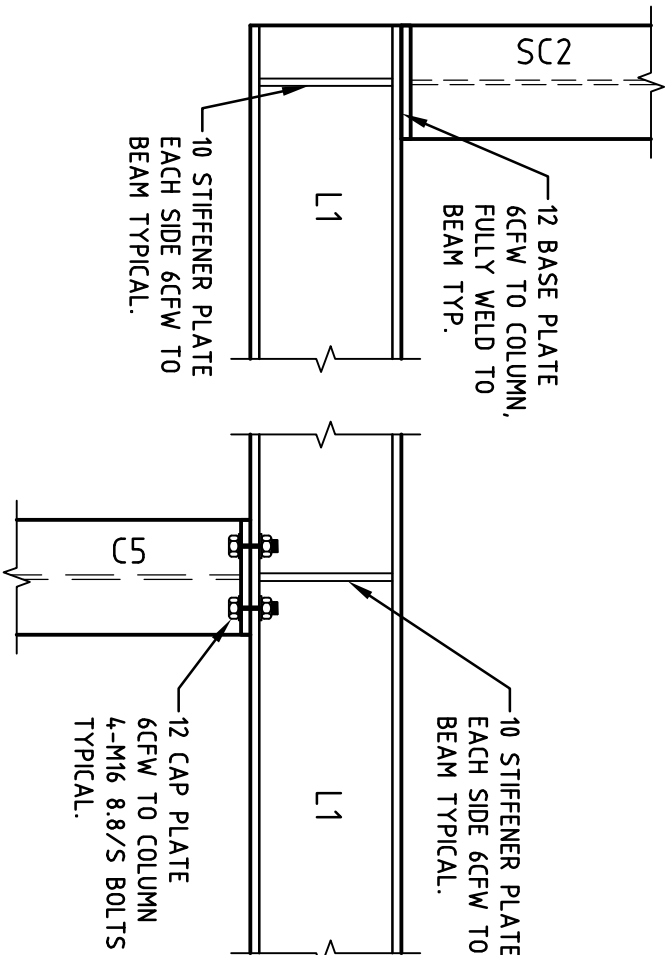 SC2
12 BASE PLATE
6CFW TO COLUMN,
FULLY WELD TO
BEAM TYP.
L1
10 STIFFENER PLATE
EACH SIDE 6CFW TO
BEAM TYPICAL.
10 STIFFENER PLATE
EACH SIDE 6CFW TO
BEAM TYPICAL.
L1
C5
12 CAP PLATE
6CFW TO COLUMN
4-M16 8.8/S BOLTS
TYPICAL.